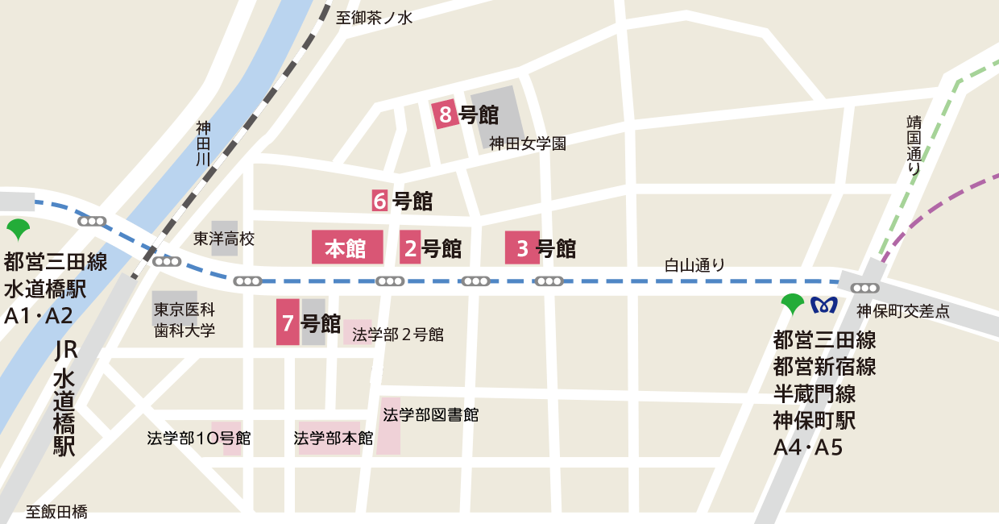 至御茶ノ水
8号館
神田女学園
神田川
靖国通り
6号館
東洋高校
本館
2号館
3号館
白山通り
都営三田線
水道橋駅
A1・A2
東京医科
歯科大学
7号館
法学部2号館
神保町交差点
都営三田線
都営新宿線
半蔵門線
神保町駅
A4・A5
JR水道橋駅
法学部図書館
法学部10号館
法学部本館
至飯田橋